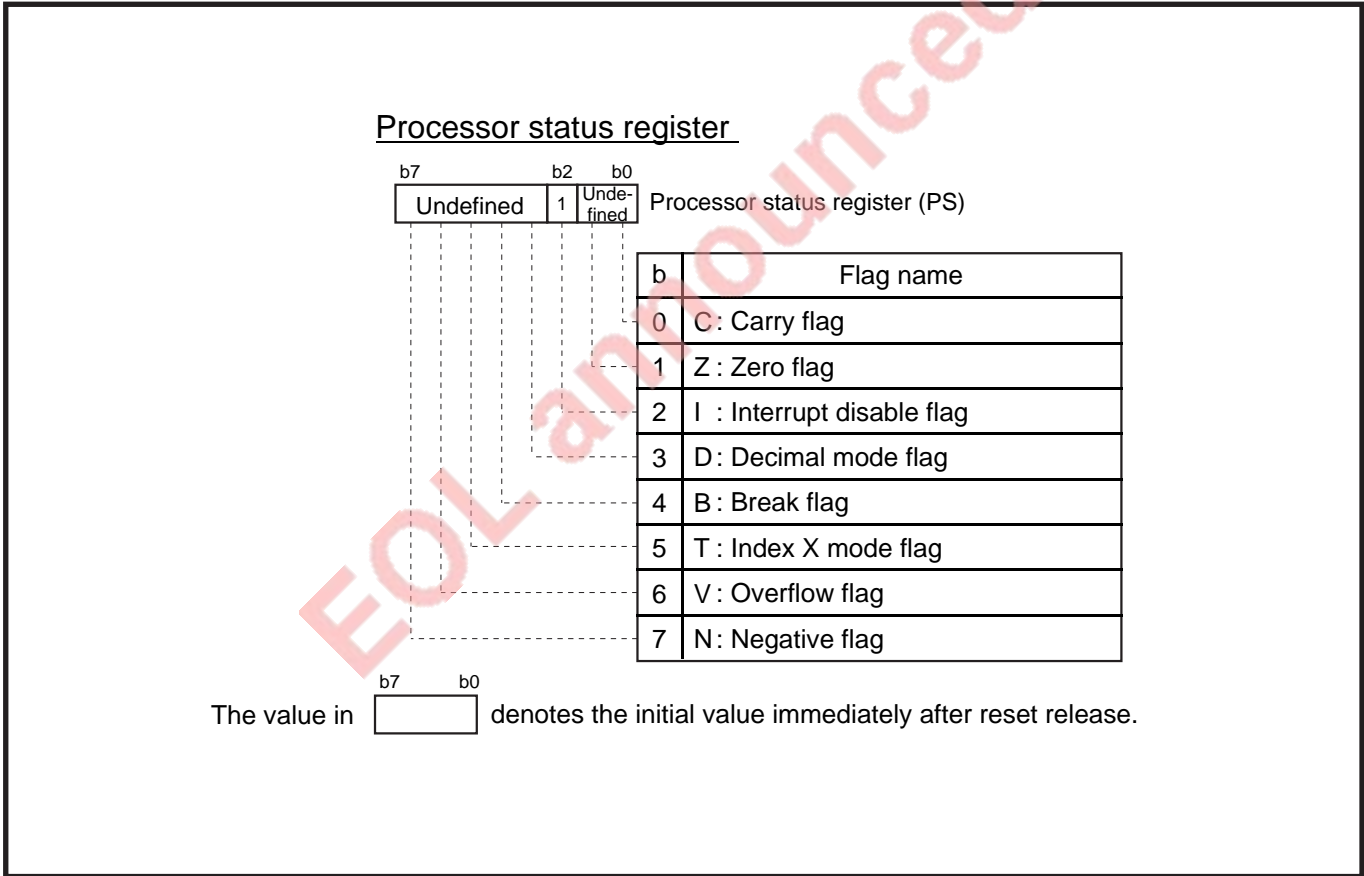 Processor status register
b7 b2 b0
Undefined 1 Unde-
fined Processor status register (PS)
b Flag name
0 C : Carry flag
1 Z : Zero flag
2 I : Interrupt disable flag
3 D : Decimal mode flag
4 B : Break flag
5 T : Index X mode flag
6 V : Overflow flag
7 N : Negative flag
b7 b0
The value in denotes the initial value immediately after reset release.
EOL announced